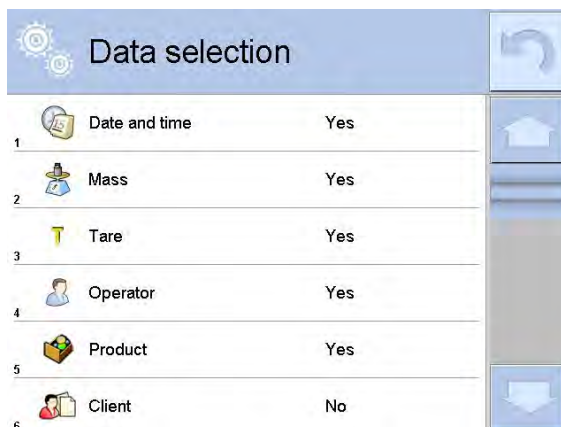 Data selection
1 Date and time Yes
2 Mass Yes
3 Tare Yes
4 Operator Yes
5 Product Yes
6 Client No